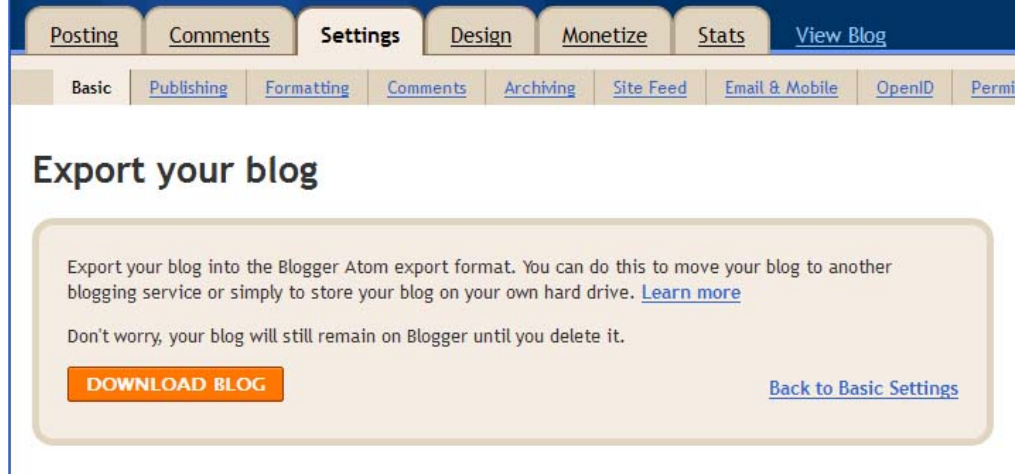 Posting Comments Settings Design Monetize Stats View Blog
Basic Publishing Formatting Comments Archiving Site Feed Email & Mobile OpenID Permi
Export your blog
Export your blog into the Blogger Atom export format. You can do this to move your blog to another
blogging service or simply to store your blog on your own hard drive. Learn more
Don't worry, your blog will still remain on Blogger until you delete it.
DOWNLOAD BLOG
Back to Basic Settings